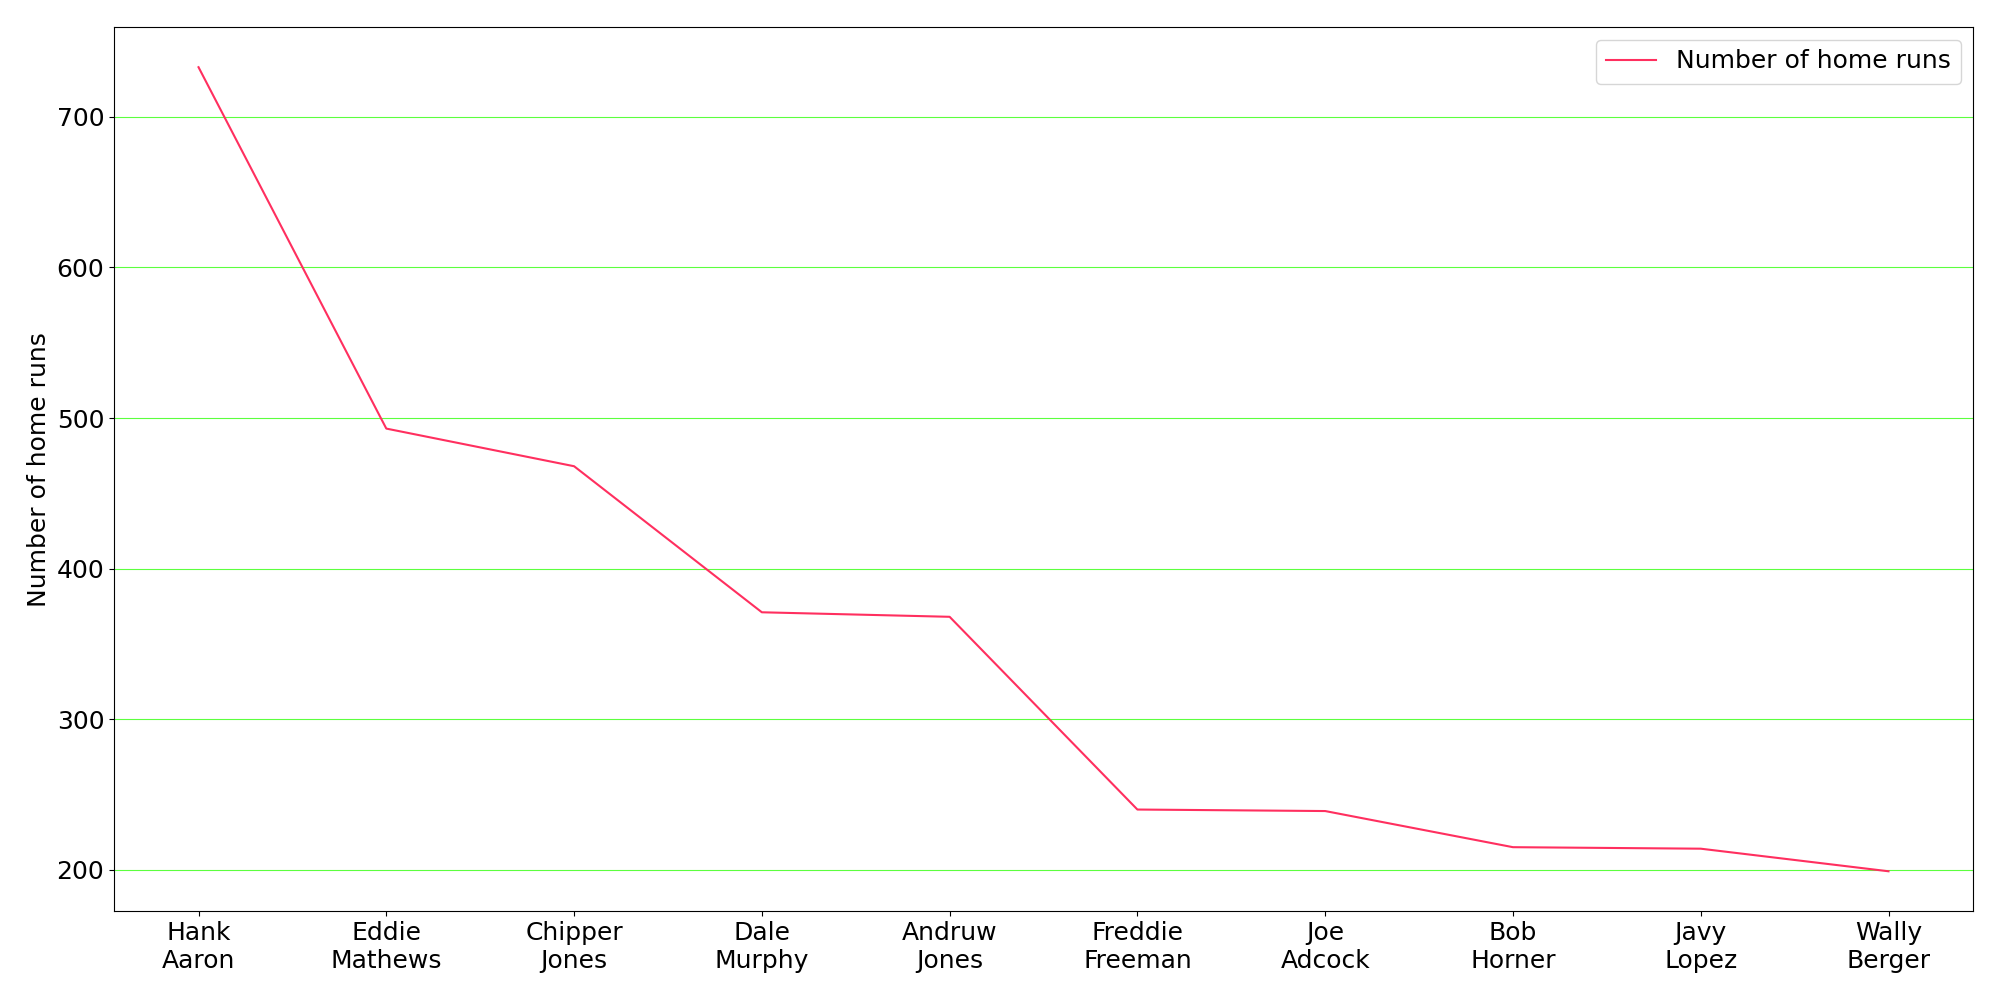 Number of home runs
700
600
500
400
300
200
Number of home runs
Hank
Aaron
Eddie
Mathews
Chipper
Jones
Dale
Murphy
Andruw
Jones
Freddie
Freeman
Joe
Adcock
Bob
Horner
Javy
Lopez
Wally
Berger